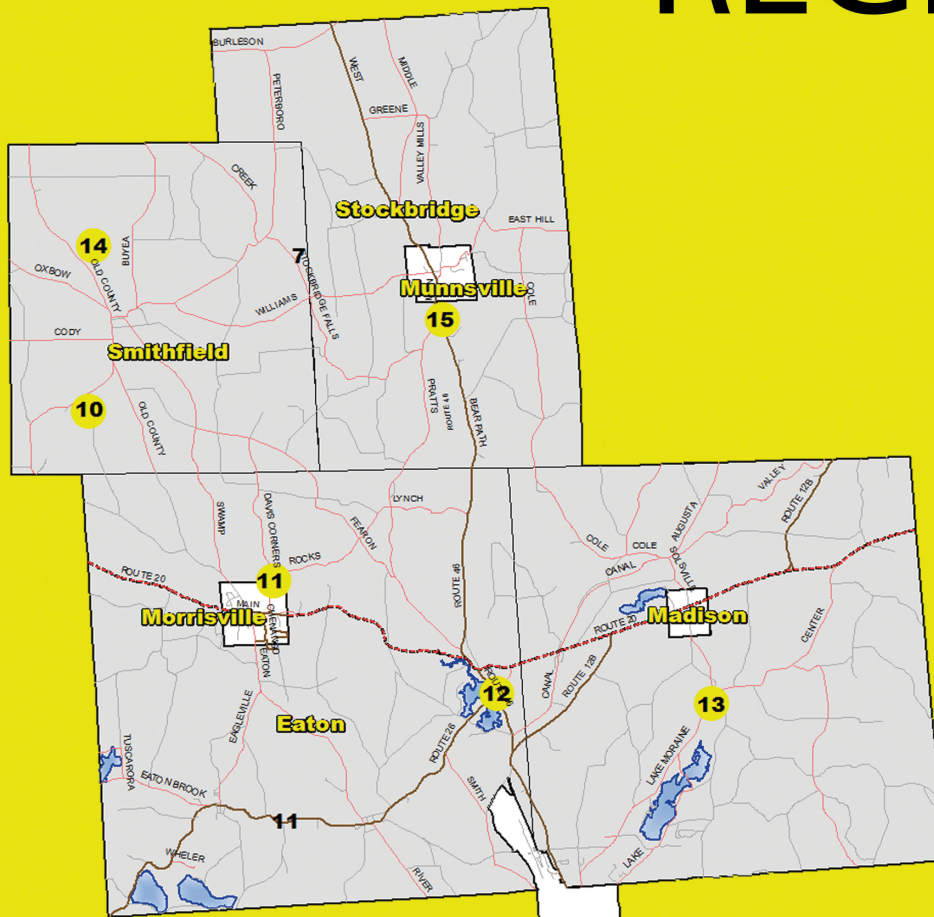 REGI
BURLESON
PETERBORO
WEST
MIDDLE
GREENE
VALLEY MILLS
CREEK
Stockbridge
EAST HILL
14
BUYEA
OLD COUNTY
OXBOW
7
STOCKBRIDGE FALLS
WILLIAMS
Munnsville
COLE
15
CODY
Smithfield
10
OLD COUNTY
PRATTS
ROUTE 46
BEAR PATH
LYNCH
SWAMP
DAVIS CORNERS
FEARON
ROCKS
ROUTE 46
VALLEY
ROUTE 12B
AUGUSTA
COLE
COLE
SOLSVILLE
CANAL
ROUTE 20
11
MAIN
Morrisville
EATON
Madison
ROUTE 20
CENTER
CANAL
ROUTE 12B
12
13
EAGLEVILLE
Eaton
ROUTE 26
LAKE MORAINE
TUSCARORA
EATON BROOK
SMITH
11
WHELER
RIVER
LAKE